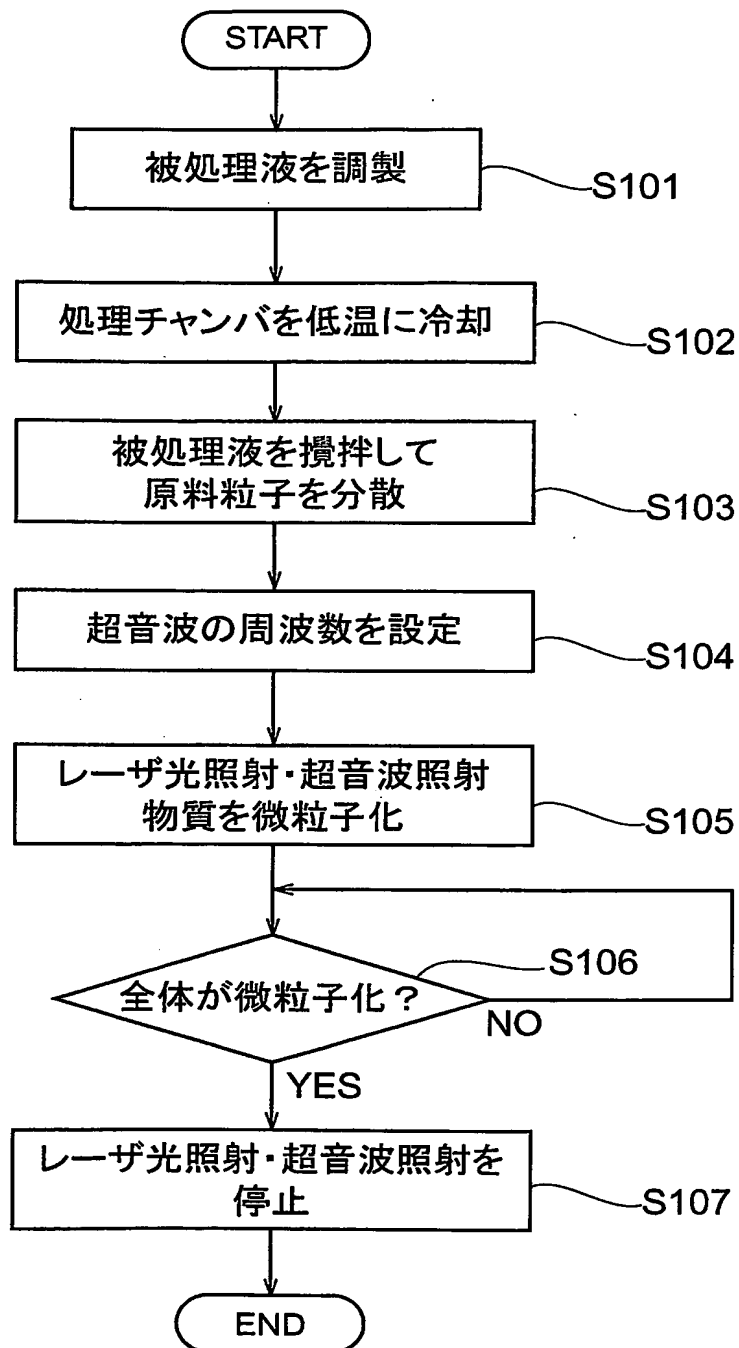 START
被処理液を調製
S101
処理チャンバを低温に冷却
S102
被処理液を攪拌して
原料粒子を分散
S103
超音波の周波数を設定
S104
レーザ光照射・超音波照射
物質を微粒子化
S105
S106
全体が微粒子化？
NO
YES
レーザ光照射・超音波照射を
停止
S107
END